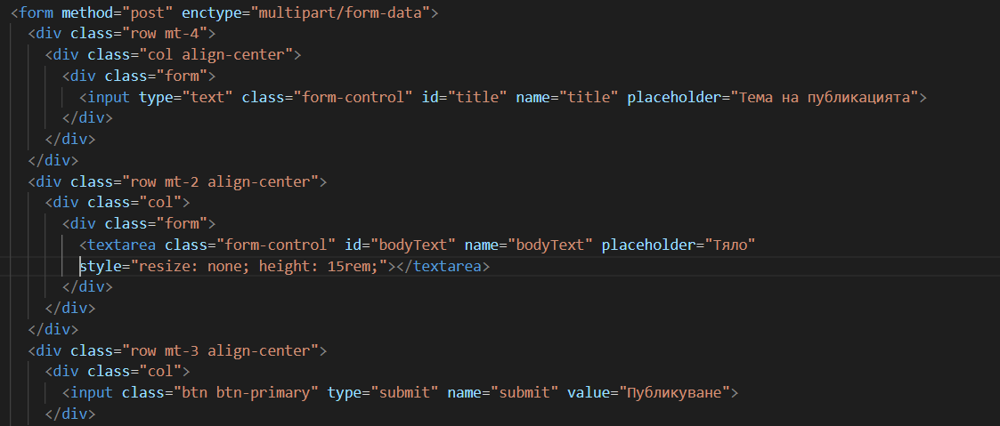 <form method="post" enctype="multipart/form-data">
<div class="row mt-4">
<div class="col align-center">
<div class="form">
<input type="text" class="form-control" id="title" name="title" placeholder="Тема на публикацията">
</div>
</div>
</div>
<div class="row mt-2 align-center">
<div class="col">
<div class="form">
<textarea class="form-control" id="bodyText" name="bodyText" placeholder="Тяло"
style="resize: none; height: 15rem;"></textarea>
</div>
</div>
</div>
<div class="row mt-3 align-center">
<div class="col">
<input class="btn btn-primary" type="submit" name="submit" value="Публикуване">
</div>